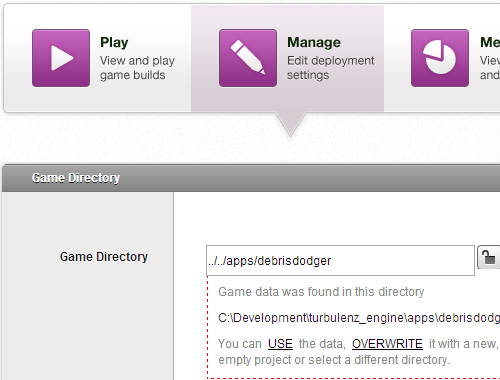 Play
View and play
game builds
Manage
Edit deployment
settings
Me
and
Game Directory
Game Directory
../../apps/debrisdodger
Game data was found in this directory
C:\Development\turbulenz_engine\apps\debrisdodg
You can USE the data, OVERWRITE it with a new,
empty project or select a different directory.